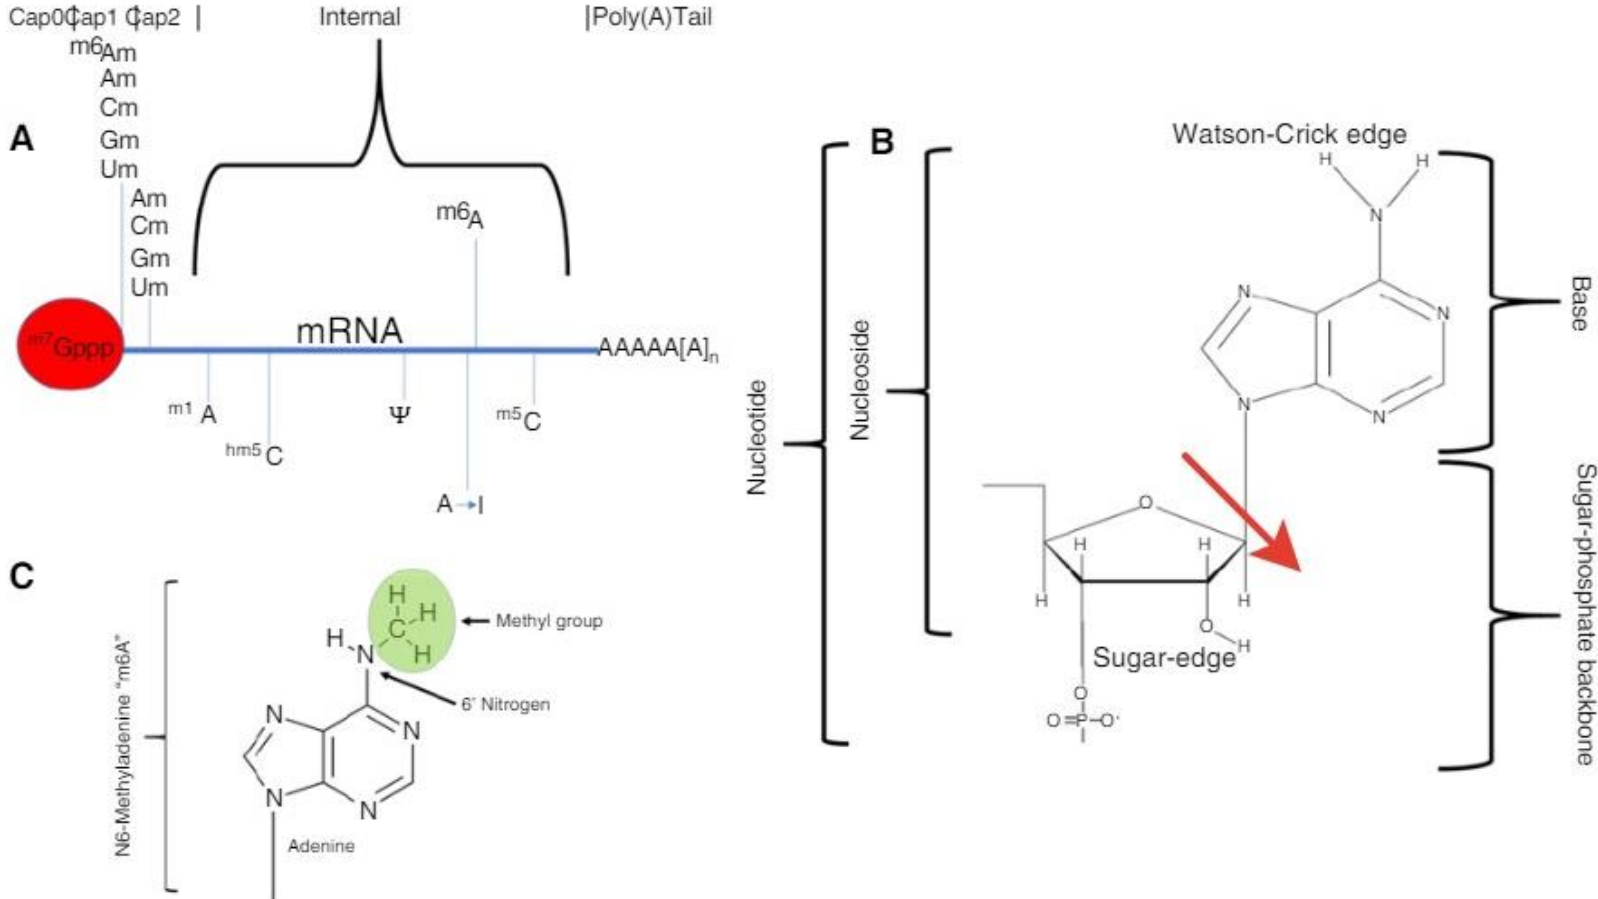 Cap0 Cap1 Cap2 | Internal |Poly(A)Tail
m6Am
Am
Cm
Gm
Um
Am
Cm
Gm
Um
A
m6A
m7Gppp
mRNA
AAAAA[A]n
m1 A
hm5 C
Ψ
m5 C
A→I
B
Watson-Crick edge
H H
N
N
N
N
N
O
H
H
H
H
O
H
Sugar-edge
O
O=P-O-
Nucleotide
Nucleoside
Base
Sugar-phosphate backbone
C
H
H
C
H
H
N
Methyl group
6' Nitrogen
N
N
N
N
Adenine
N6-Methyladenine "m6A"